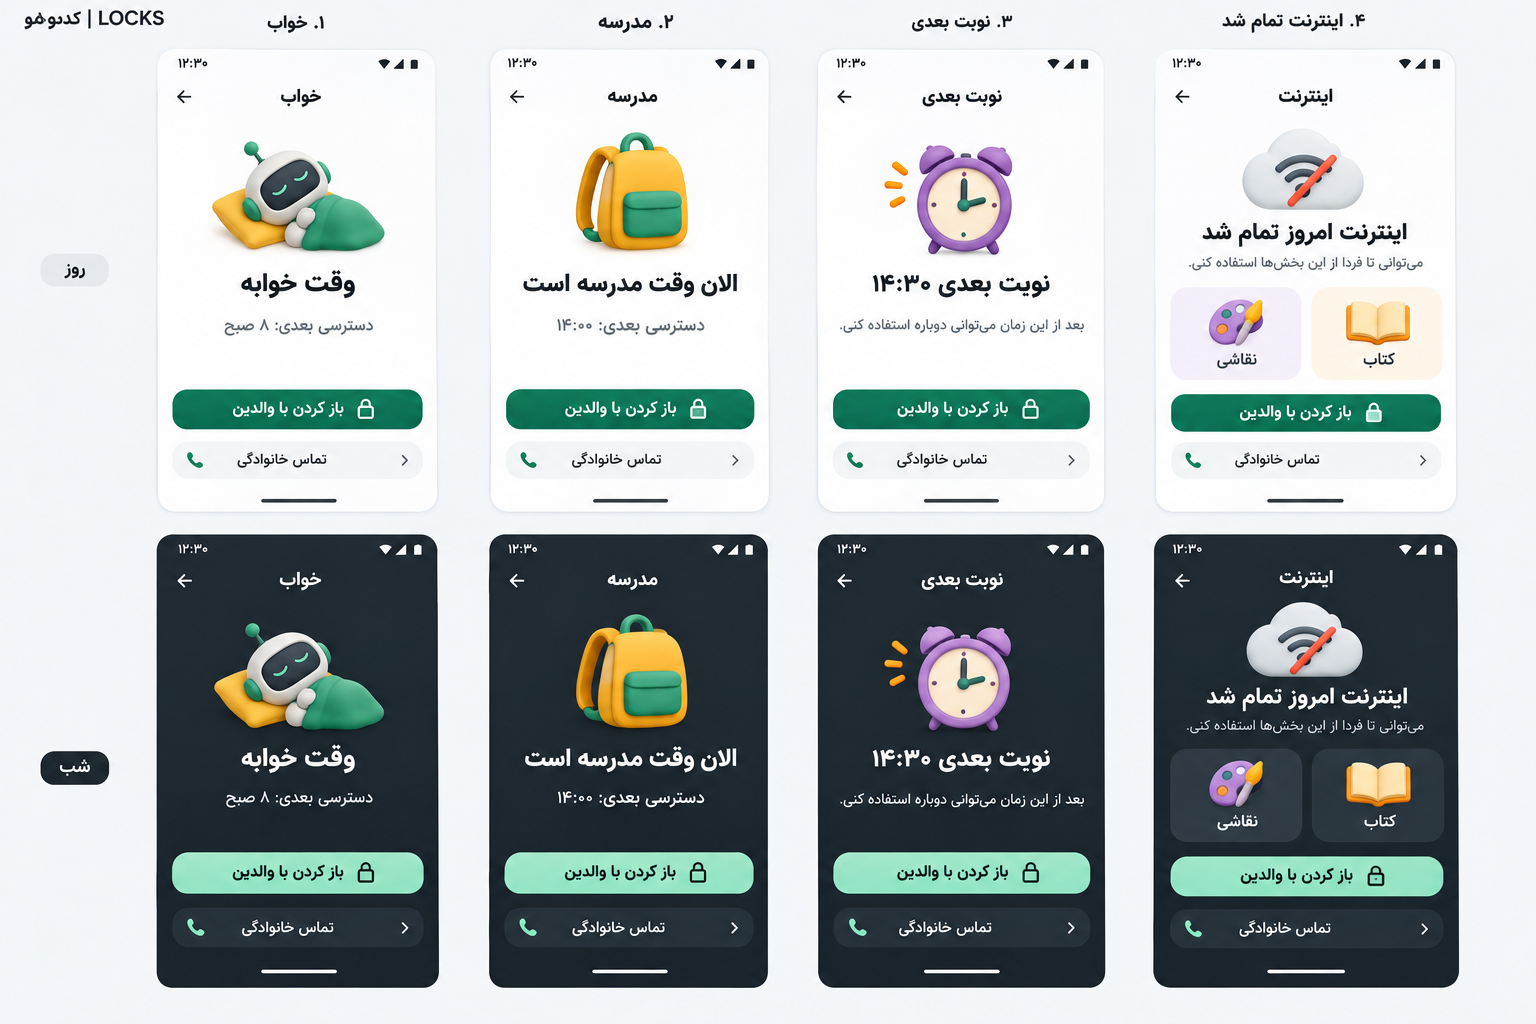 LOCKS |
۱. خواب
۲. مدرسه
۳. نوبت بعدی
۴. اینترنت تمام شد
روز
۱۲:۳۰
خواب
وقت خوابه
دسترسی بعدی: ۸ صبح
باز کردن با والدین
تماس خانوادگی
۱۲:۳۰
مدرسه
الان وقت مدرسه است
دسترسی بعدی: ۱۴:۰۰
باز کردن با والدین
تماس خانوادگی
۱۲:۳۰
نوبت بعدی
نوبت بعدی ۱۴:۳۰
بعد از این زمان می‌توانی دوباره استفاده کنی.
باز کردن با والدین
تماس خانوادگی
۱۲:۳۰
اینترنت
اینترنت امروز تمام شد
می‌توانی تا فردا از این بخش‌ها استفاده کنی.
کتاب
نقاشی
باز کردن با والدین
تماس خانوادگی
شب
۱۲:۳۰
خواب
وقت خوابه
دسترسی بعدی: ۸ صبح
باز کردن با والدین
تماس خانوادگی
۱۲:۳۰
مدرسه
الان وقت مدرسه است
دسترسی بعدی: ۱۴:۰۰
باز کردن با والدین
تماس خانوادگی
۱۲:۳۰
نوبت بعدی
نوبت بعدی ۱۴:۳۰
بعد از این زمان می‌توانی دوباره استفاده کنی.
باز کردن با والدین
تماس خانوادگی
۱۲:۳۰
اینترنت
اینترنت امروز تمام شد
می‌توانی تا فردا از این بخش‌ها استفاده کنی.
کتاب
نقاشی
باز کردن با والدین
تماس خانوادگی